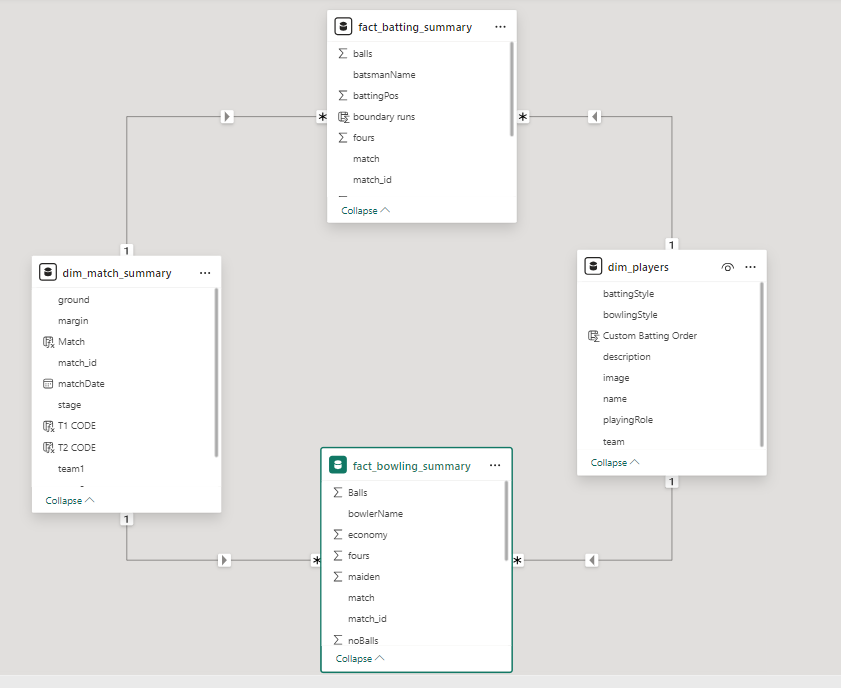 fact_batting_summary
balls
batsmanName
battingPos
boundary runs
fours
match
match_id
Collapse
*
*
1
1
dim_match_summary
ground
margin
Match
match_id
matchDate
stage
T1 CODE
T2 CODE
team1
Collapse
dim_players
battingStyle
bowlingStyle
Custom Batting Order
description
image
name
playingRole
team
Collapse
1
1
*
*
fact_bowling_summary
Balls
bowlerName
economy
fours
maiden
match
match_id
noBalls
Collapse